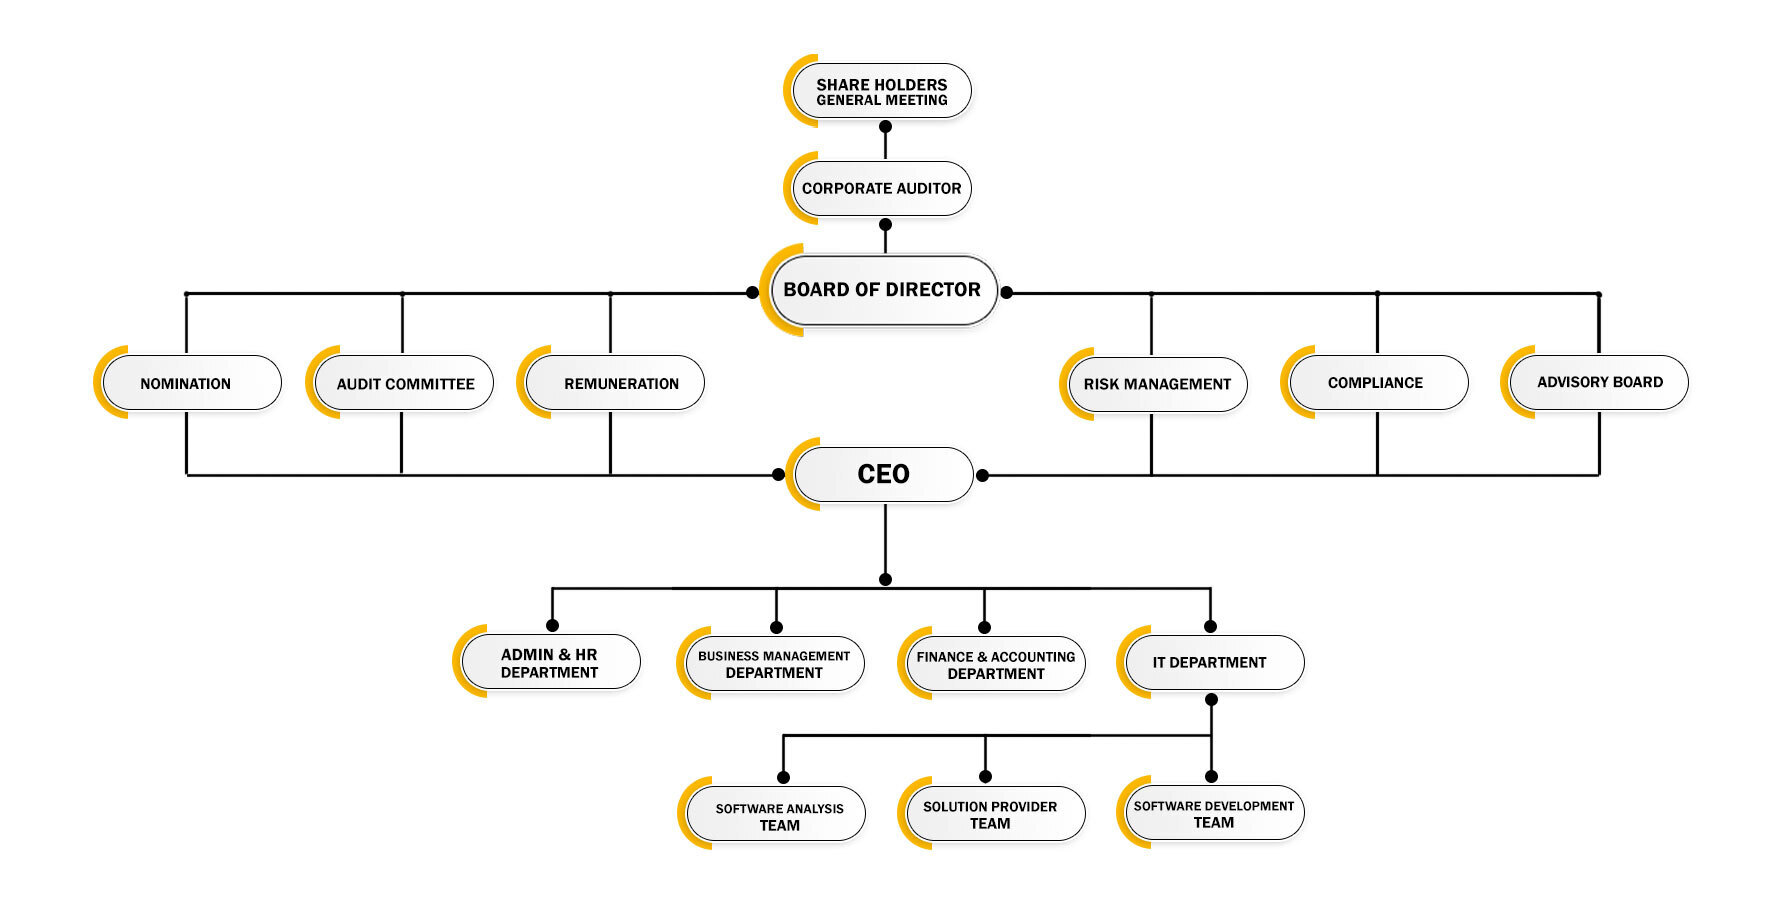 SHARE HOLDERS
GENERAL MEETING
CORPORATE AUDITOR
BOARD OF DIRECTOR
NOMINATION
AUDIT COMMITTEE
REMUNERATION
RISK MANAGEMENT
COMPLIANCE
ADVISORY BOARD
CEO
ADMIN & HR
DEPARTMENT
BUSINESS MANAGEMENT
DEPARTMENT
FINANCE & ACCOUNTING
DEPARTMENT
IT DEPARTMENT
SOFTWARE ANALYSIS
TEAM
SOLUTION PROVIDER
TEAM
SOFTWARE DEVELOPMENT
TEAM